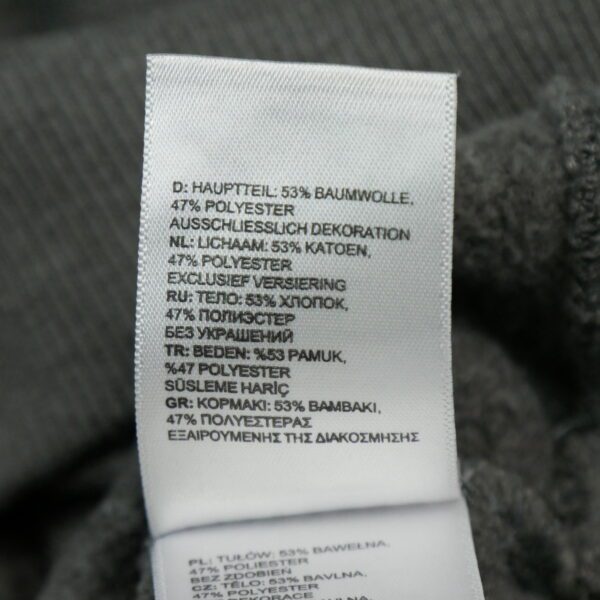 D: HAUPTTEIL: 53% BAUMWOLLE,
47% POLYESTER
AUSSCHLIESSLICH DEKORATION
NL: LICHAAM: 53% KATOEN,
47% POLYESTER
EXCLUSIEF VERSIERING
RU: ТЕЛО: 53% ХЛОПОК,
47% ПОЛИЭСТЕР
БЕЗ УКРАШЕНИЙ
TR: BEDEN: %53 PAMUK,
%47 POLYESTER
SÜSLEME HARİÇ
GR: ΚΟΡΜΑΚΙ: 53% ΒΑΜΒΑΚΙ,
47% ΠΟΛΥΕΣΤΕΡΑΣ
ΕΞΑΙΡΟΥΜΕΝΗΣ ΤΗΣ ΔΙΑΚΟΣΜΗΣΗΣ
PL: TUŁÓW: 53% BAWEŁNA,
47% POLIESTER
BEZ ZDOBIEŃ
CZ: TĚLO: 53% BAVLNA,
47% POLYESTER